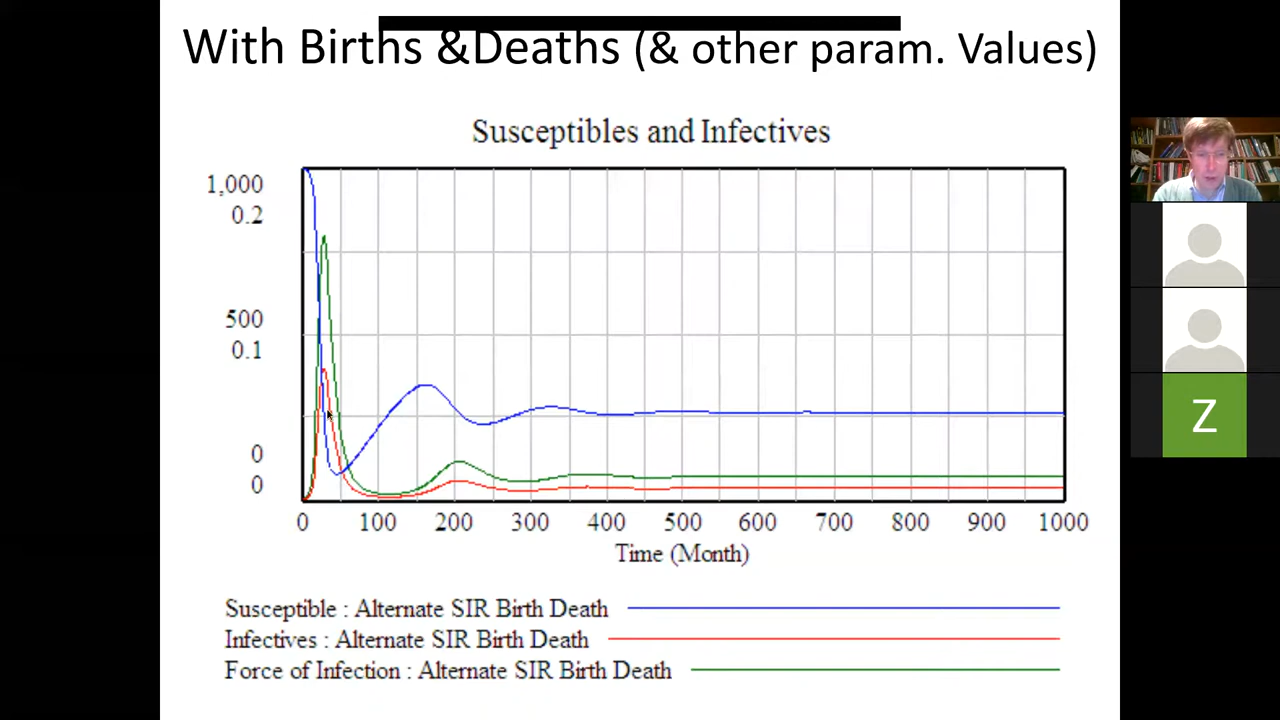 With Births &Deaths (& other param. Values)
Susceptibles and Infectives
1,000
0.2
500
0.1
0
0
0 100 200 300 400 500 600 700 800 900 1000
Time (Month)
Susceptible : Alternate SIR Birth Death
Infectives : Alternate SIR Birth Death
Force of Infection : Alternate SIR Birth Death
Z